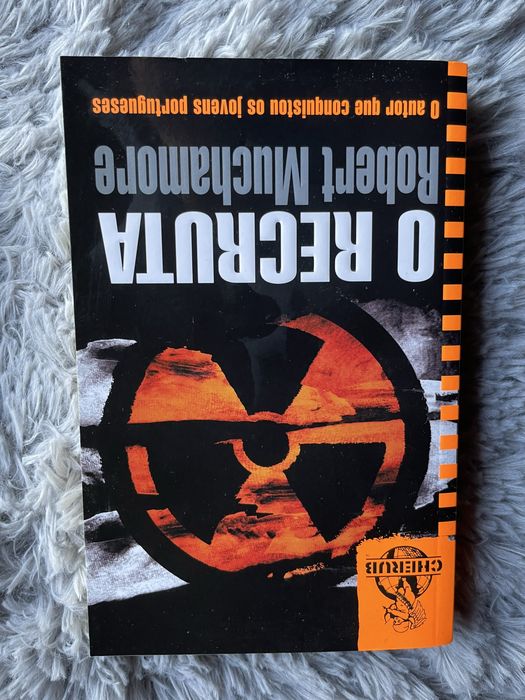 CHERUB
O RECRUTA
Robert Muchamore
O autor que conquistou os jovens portugueses